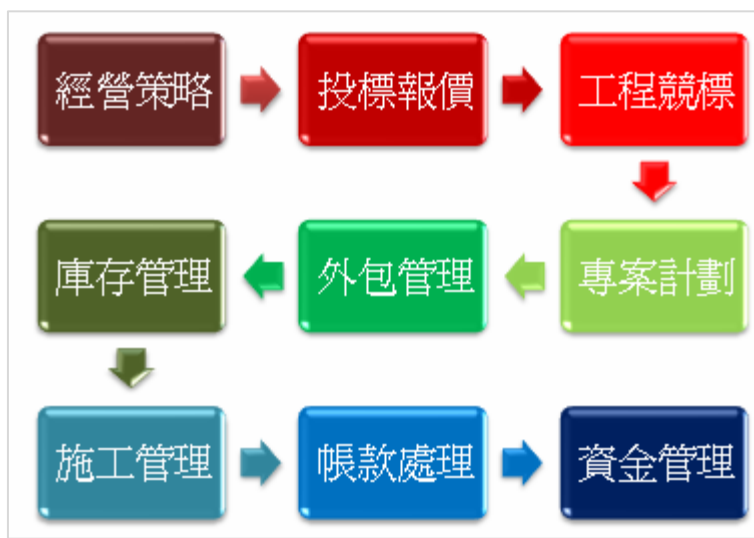 經營策略
投標報價
工程競標
專案計劃
外包管理
庫存管理
施工管理
帳款處理
資金管理